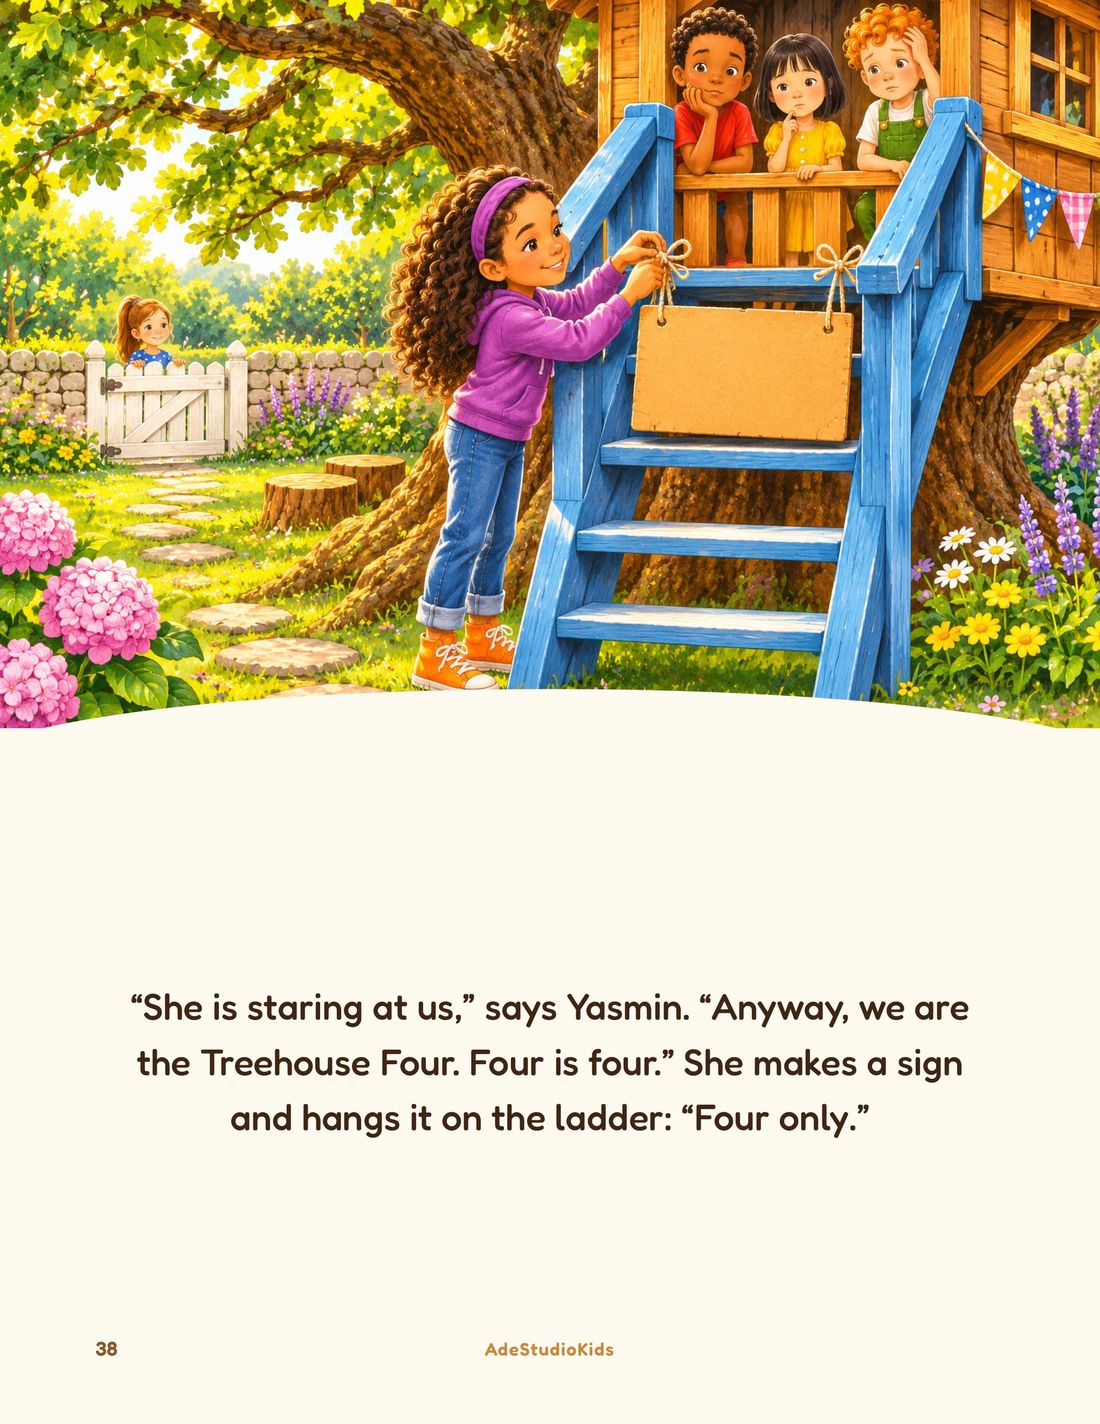 “She is staring at us,” says Yasmin. “Anyway, we are
the Treehouse Four. Four is four.” She makes a sign
and hangs it on the ladder: “Four only.”
38
AdeStudioKids